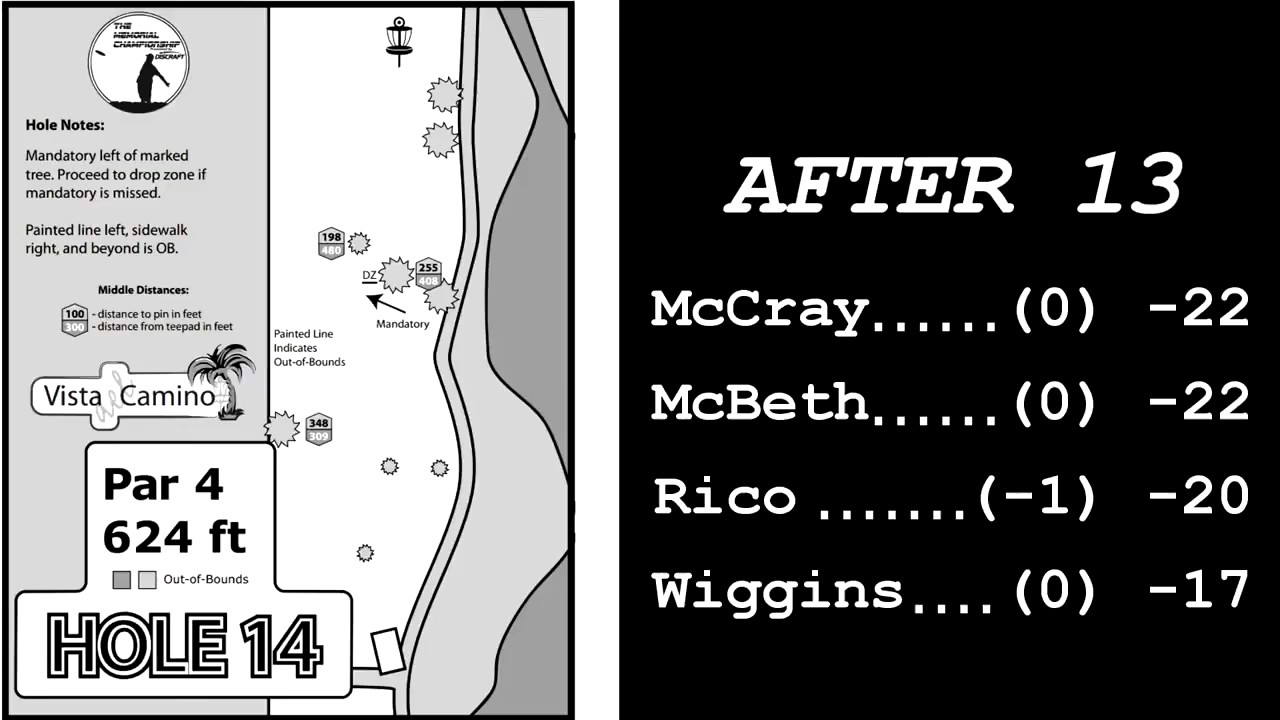 THE
MEMORIAL
CHAMPIONSHIP
DISCRAFT
Hole Notes:
Mandatory left of marked
tree. Proceed to drop zone if
mandatory is missed.
Painted line left, sidewalk
right, and beyond is OB.
Middle Distances:
100 - distance to pin in feet
300 - distance from teepad in feet
Vista del Camino
Par 4
624 ft
Out-of-Bounds
HOLE 14
198
480
255
408
DZ
Mandatory
Painted Line
Indicates
Out-of-Bounds
348
309
AFTER 13
McCray......(0) -22
McBeth......(0) -22
Rico .......(-1) -20
Wiggins....(0) -17